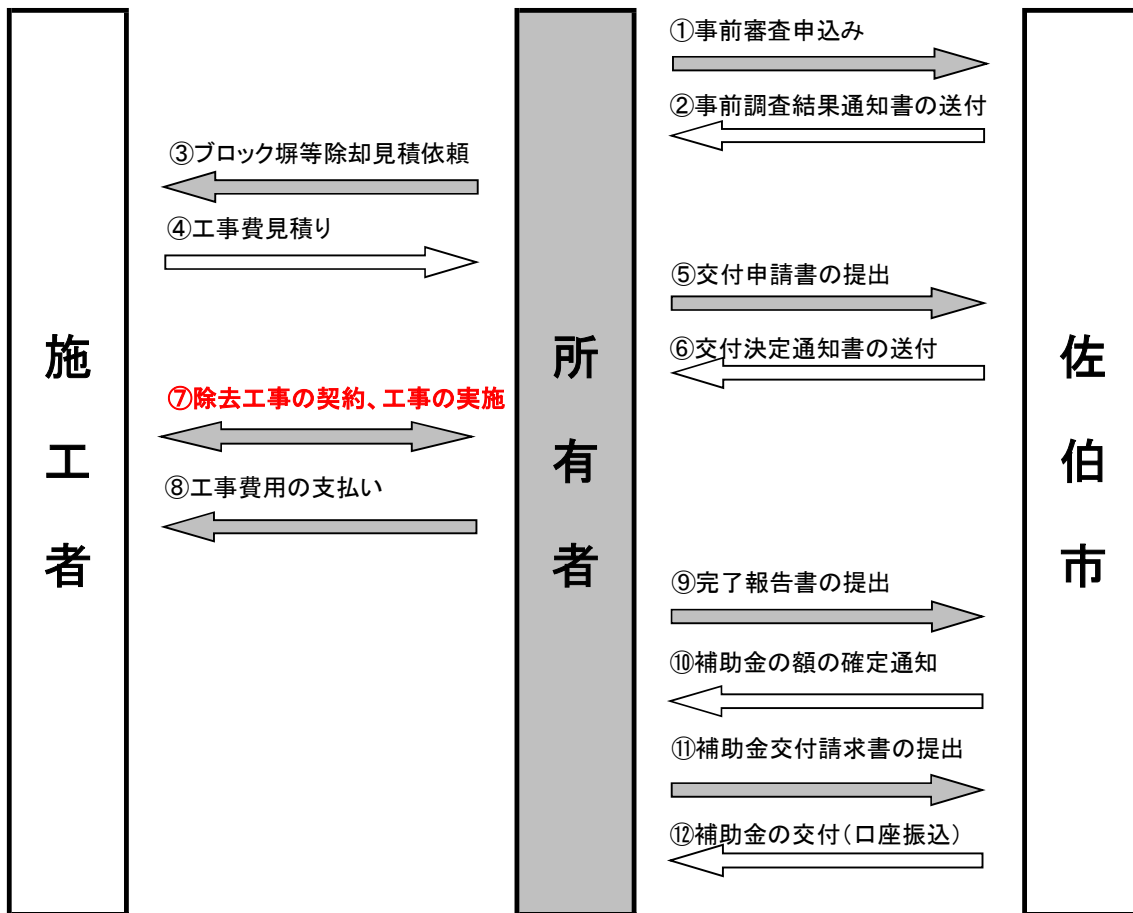 ①事前審査申込み
②事前調査結果通知書の送付
③ブロック塀等除却見積依頼
④工事費見積り
⑤交付申請書の提出
⑥交付決定通知書の送付
⑦除去工事の契約、工事の実施
⑧工事費用の支払い
⑨完了報告書の提出
⑩補助金の額の確定通知
⑪補助金交付請求書の提出
⑫補助金の交付(口座振込)
施工者
所有者
佐伯市